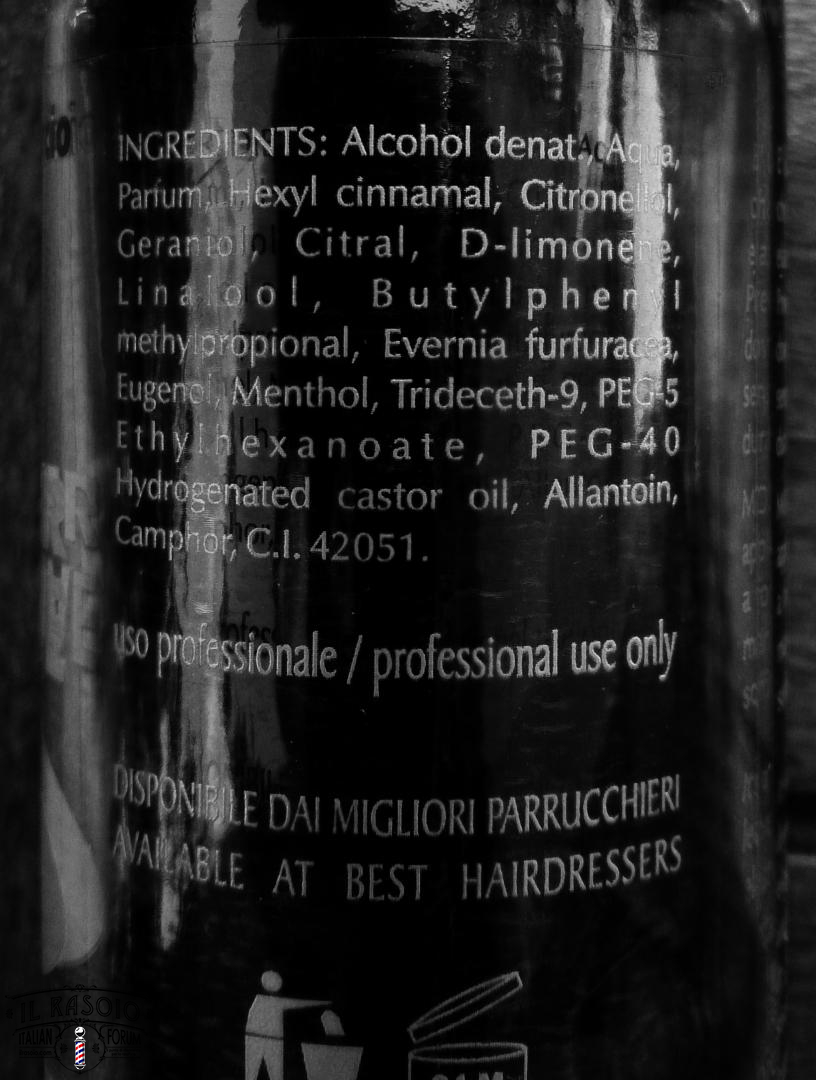 INGREDIENTS: Alcohol denat., Aqua,
Parfum, Hexyl cinnamal, Citronellol,
Geraniol, Citral, D-limonene,
Linalool, Butylphenyl
methylpropional, Evernia furfuracea,
Eugenol, Menthol, Trideceth-9, PEG-5
Ethylhexanoate, PEG-40
Hydrogenated castor oil, Allantoin,
Camphor, C.I. 42051.
uso professionale / professional use only
DISPONIBILE DAI MIGLIORI PARRUCCHIERI
AVAILABLE AT BEST HAIRDRESSERS
IL RASOIO
ITALIAN FORUM